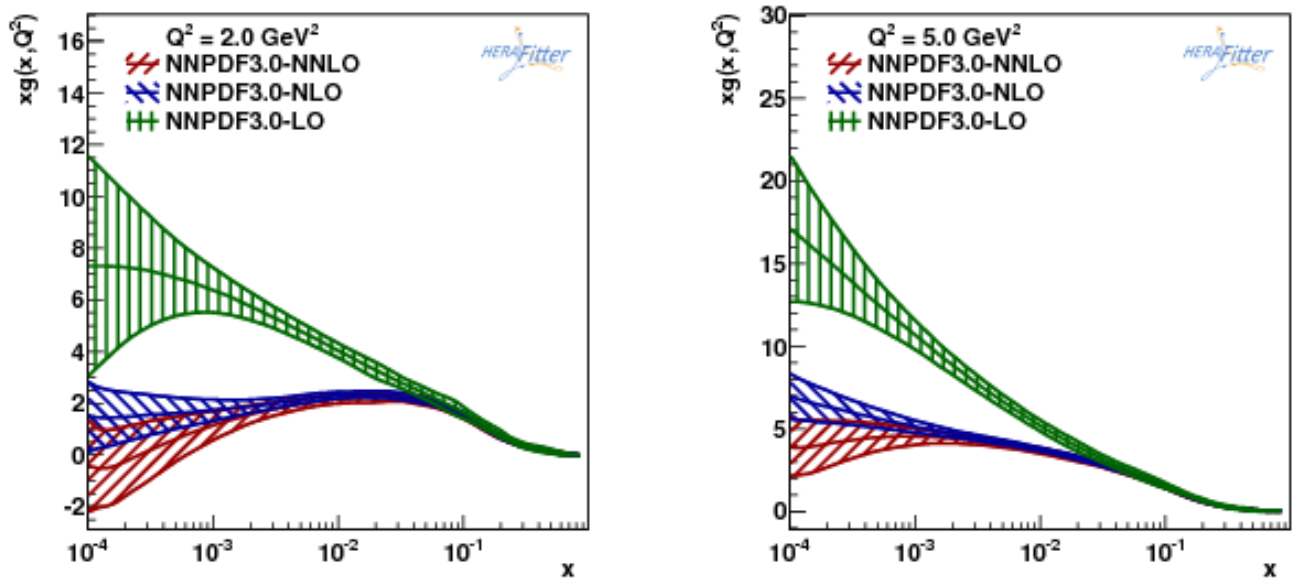 xg(x,Q²)
16
14
12
10
8
6
4
2
0
-2
Q² = 2.0 GeV²
NNPDF3.0-NNLO
NNPDF3.0-NLO
NNPDF3.0-LO
HERAFitter
10⁻⁴ 10⁻³ 10⁻² 10⁻¹
x
xg(x,Q²)
30
25
20
15
10
5
0
Q² = 5.0 GeV²
NNPDF3.0-NNLO
NNPDF3.0-NLO
NNPDF3.0-LO
HERAFitter
10⁻⁴ 10⁻³ 10⁻² 10⁻¹
x